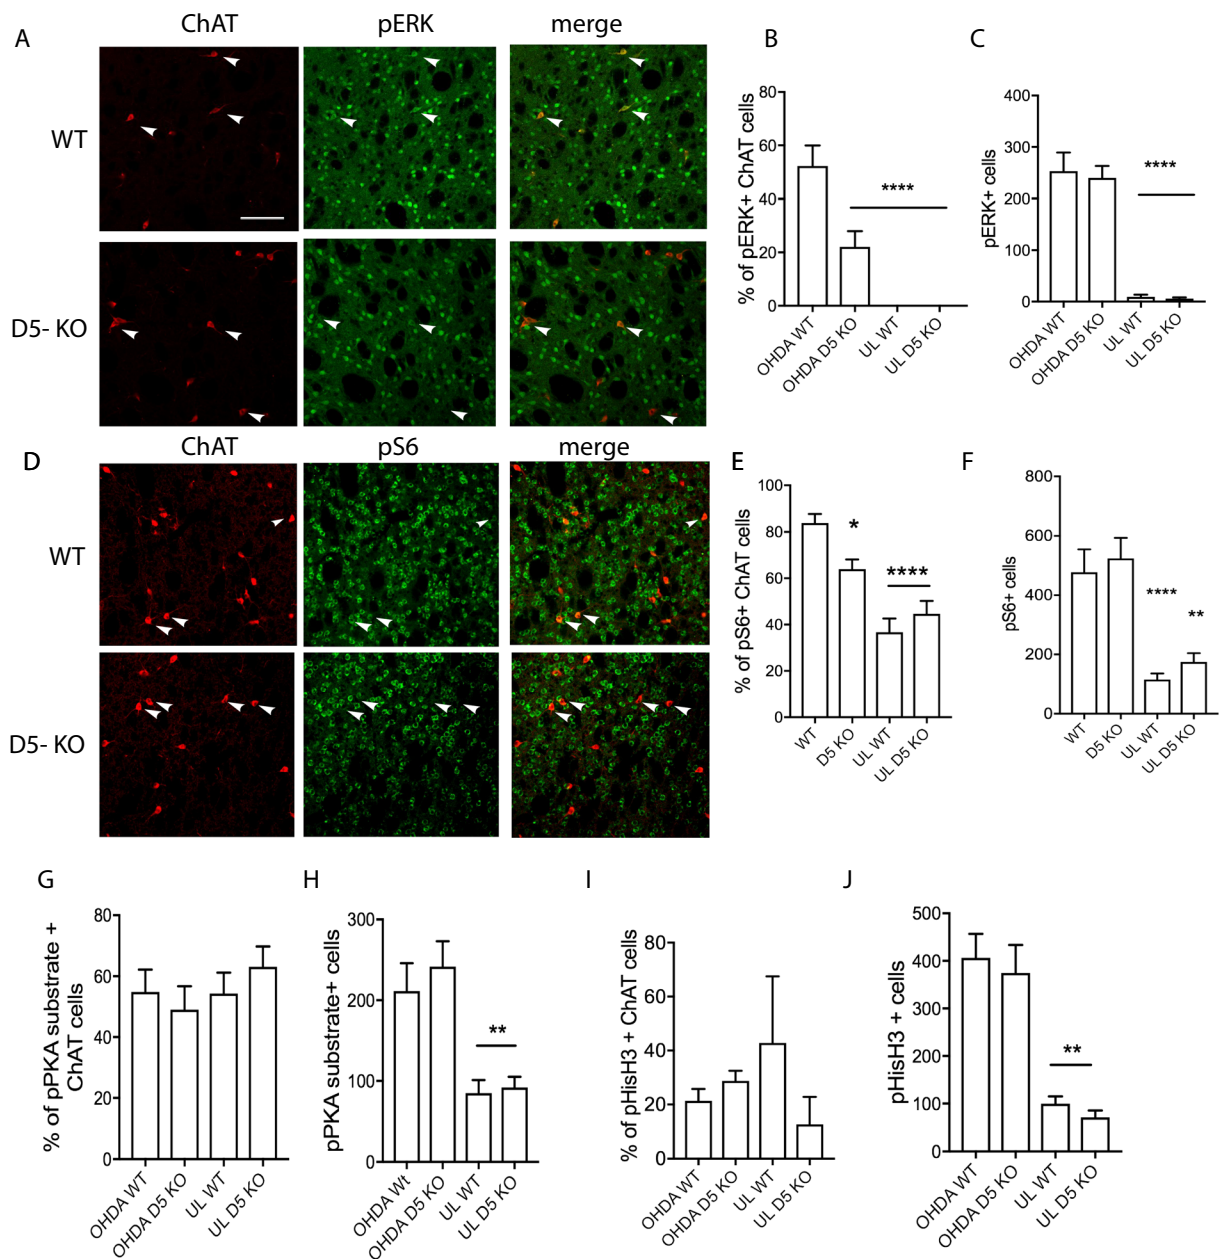 A
ChAT
pERK
merge
WT
D5- KO
B
% of pERK+ ChAT cells
80
60
40
20
0
****
OHDA WT
OHDA D5 KO
UL WT
UL D5 KO
C
pERK+ cells
400
300
200
100
0
****
OHDA WT
OHDA D5 KO
UL WT
UL D5 KO
D
ChAT
pS6
merge
WT
D5- KO
E
% of pS6+ ChAT cells
100
80
60
40
20
0
*
****
WT
D5 KO
UL WT
UL D5 KO
F
pS6+ cells
800
600
400
200
0
****
**
WT
D5 KO
UL WT
UL D5 KO
G
% of pPKA substrate +
ChAT cells
80
60
40
20
0
OHDA WT
OHDA D5 KO
UL WT
UL D5 KO
H
pPKA substrate+ cells
300
200
100
0
**
OHDA Wt
OHDA D5 KO
UL WT
UL D5 KO
I
% of pHisH3 + ChAT cells
80
60
40
20
0
OHDA WT
OHDA D5 KO
UL WT
UL D5 KO
J
pHisH3 + cells
500
400
300
200
100
0
**
OHDA WT
OHDA D5 KO
UL WT
UL D5 KO